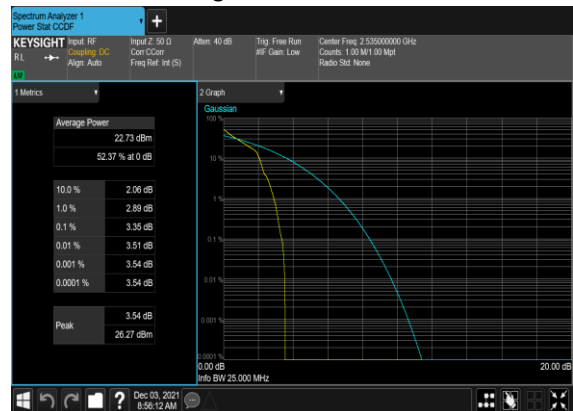 Spectrum Analyzer 1
Power Stat CCDF
+
KEYSIGHT
RL
LW
Input: RF
Coupling: DC
Align: Auto
Input Z: 50 Ω
Corr CCorr
Freq Ref: Int (S)
Atten: 40 dB
Trig: Free Run
#IF Gain: Low
Center Freq: 2.535000000 GHz
Counts: 1.00 M/1.00 Mpt
Radio Std: None
1 Metrics
Average Power
22.73 dBm
52.37 % at 0 dB
10.0 % 2.06 dB
1.0 % 2.89 dB
0.1 % 3.35 dB
0.01 % 3.51 dB
0.001 % 3.54 dB
0.0001 % 3.54 dB
Peak
3.54 dB
26.27 dBm
2 Graph
Gaussian
100 %
10 %
1 %
0.1 %
0.01 %
0.001 %
0.0001 %
0.00 dB 20.00 dB
Info BW 25.000 MHz
?
Dec 03, 2021
8:56:12 AM